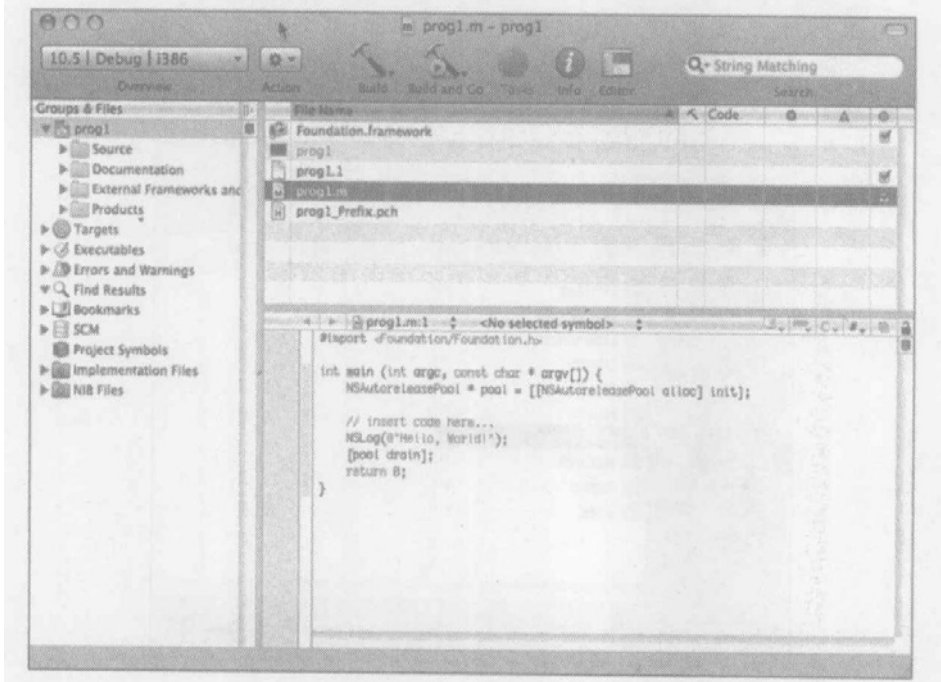 prog1.m - prog1
10.5 | Debug | i386
String Matching
Overview
Action
Build
Build and Go
Tasks
Info
Editor
Search
Groups & Files
File Name
Code
prog1
Source
Documentation
External Frameworks and
Products
Targets
Executables
Errors and Warnings
Find Results
Bookmarks
SCM
Project Symbols
Implementation Files
NIB Files
Foundation.framework
prog1
prog1.1
prog1.m
prog1_Prefix.pch
prog1.m:1 <No selected symbol>
#import <Foundation/Foundation.h>
int main (int argc, const char * argv[]) {
NSAutoreleasePool * pool = [[NSAutoreleasePool alloc] init];
// insert code here...
NSLog(@"Hello, World!");
[pool drain];
return 0;
}